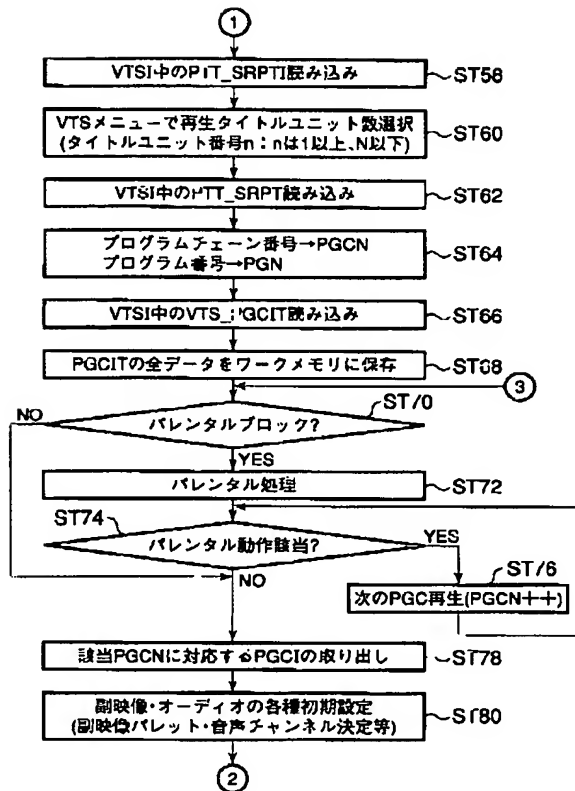 1
VTSI中のPTT_SRPTI読み込み
ST58
VTSメニューで再生タイトルユニット数選択
(タイトルユニット番号n：nは1以上、N以下)
ST60
VTSI中のPTT_SRPT読み込み
ST62
プログラムチェーン番号→PGCN
プログラム番号→PGN
ST64
VTSI中のVTS_PGCIT読み込み
ST66
PGCITの全データをワークメモリに保存
ST68
3
ST70
NO
パレンタルブロック?
YES
パレンタル処理
ST72
ST74
パレンタル動作該当?
YES
NO
ST76
次のPGC再生(PGCN++)
該当PGCNに対応するPGCIの取り出し
ST78
副映像・オーディオの各種初期設定
(副映像パレット・音声チャンネル決定等)
ST80
2